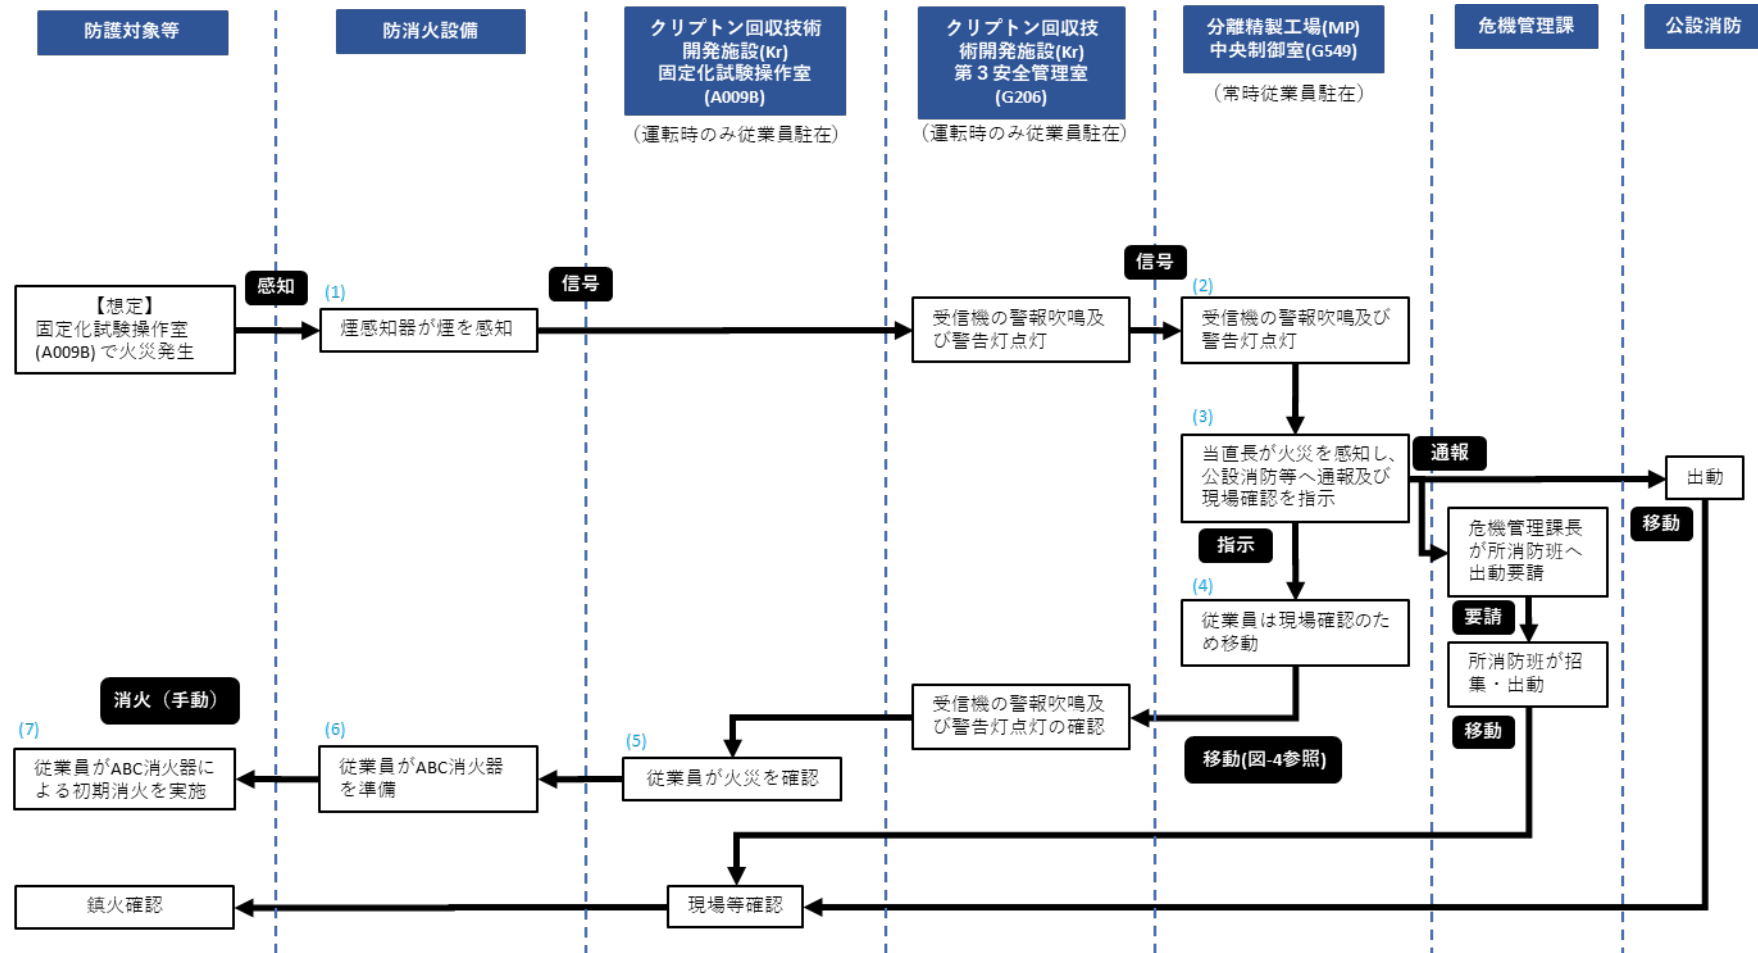 防護対象等
防消火設備
クリプトン回収技術
開発施設(Kr)
固定化試験操作室
(A009B)
（運転時のみ従業員駐在）
クリプトン回収技
術開発施設(Kr)
第３安全管理室
(G206)
（運転時のみ従業員駐在）
分離精製工場(MP)
中央制御室(G549)
（常時従業員駐在）
危機管理課
公設消防
【想定】
固定化試験操作室
(A009B) で火災発生
感知
(1)
煙感知器が煙を感知
信号
受信機の警報吹鳴及
び警告灯点灯
信号
(2)
受信機の警報吹鳴及び
警告灯点灯
(3)
当直長が火災を感知し、
公設消防等へ通報及び
現場確認を指示
通報
出動
移動
危機管理課長
が所消防班へ
出動要請
指示
(4)
従業員は現場確認のた
め移動
要請
所消防班が招
集・出動
移動
移動(図-4参照)
受信機の警報吹鳴及
び警告灯点灯の確認
(5)
従業員が火災を確認
(6)
従業員がABC消火器
を準備
消火（手動）
(7)
従業員がABC消火器に
よる初期消火を実施
現場等確認
鎮火確認